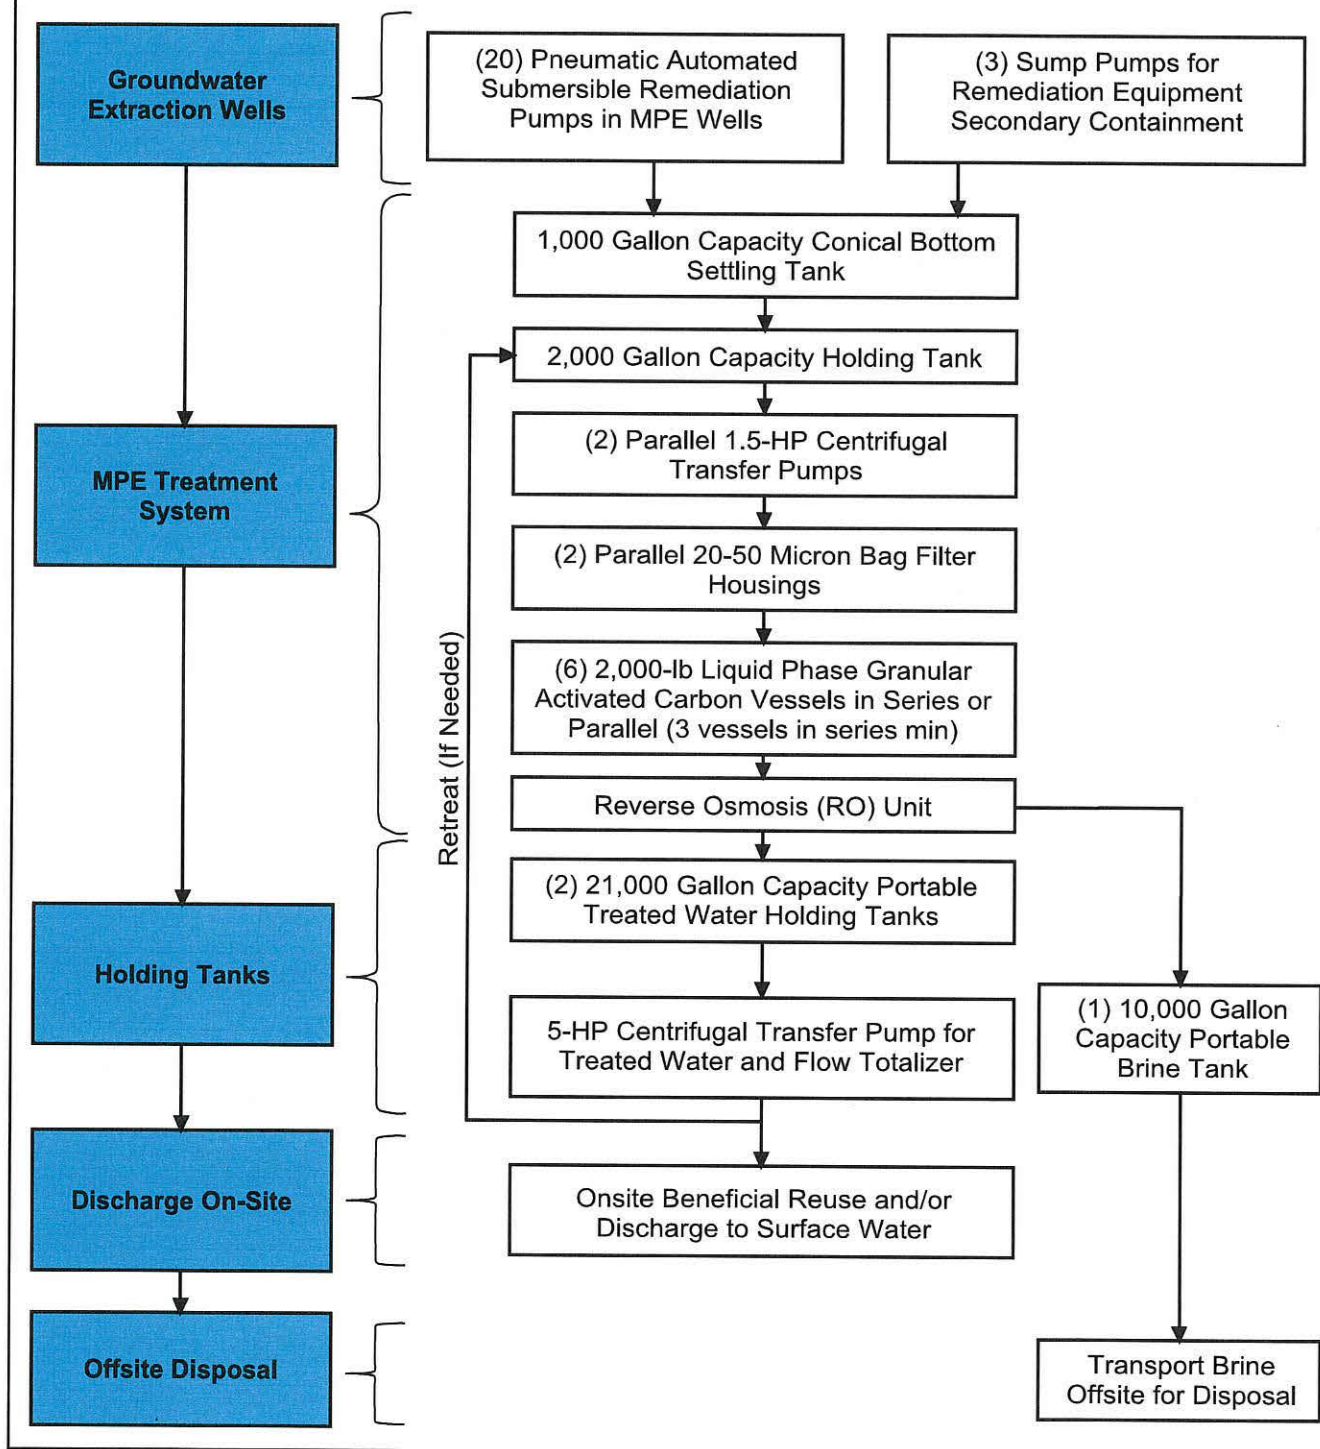 Groundwater
Extraction Wells
(20) Pneumatic Automated
Submersible Remediation
Pumps in MPE Wells
(3) Sump Pumps for
Remediation Equipment
Secondary Containment
1,000 Gallon Capacity Conical Bottom
Settling Tank
2,000 Gallon Capacity Holding Tank
(2) Parallel 1.5-HP Centrifugal
Transfer Pumps
MPE Treatment
System
(2) Parallel 20-50 Micron Bag Filter
Housings
(6) 2,000-lb Liquid Phase Granular
Activated Carbon Vessels in Series or
Parallel (3 vessels in series min)
Retreat (If Needed)
Reverse Osmosis (RO) Unit
(2) 21,000 Gallon Capacity Portable
Treated Water Holding Tanks
Holding Tanks
5-HP Centrifugal Transfer Pump for
Treated Water and Flow Totalizer
(1) 10,000 Gallon
Capacity Portable
Brine Tank
Discharge On-Site
Onsite Beneficial Reuse and/or
Discharge to Surface Water
Offsite Disposal
Transport Brine
Offsite for Disposal